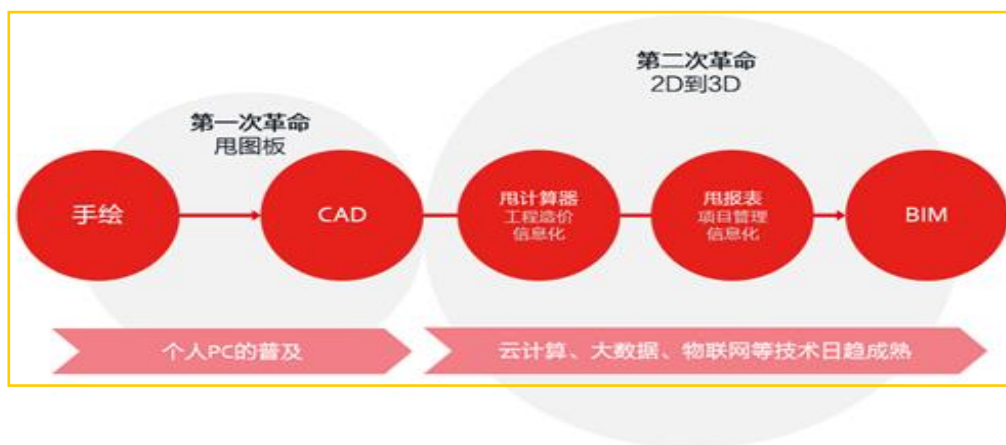 第一次革命
甩图板
第二次革命
2D到3D
手绘
CAD
甩计算器
工程造价
信息化
甩报表
项目管理
信息化
BIM
个人PC的普及
云计算、大数据、物联网等技术日趋成熟